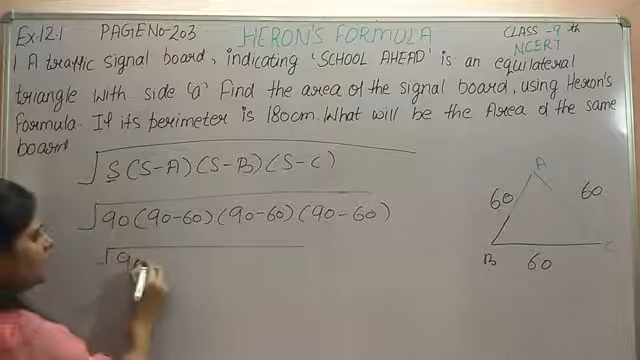 Ex:12.1 PAGE No-203 HERON'S FORMULA CLASS-9th
NCERT
1 A traffic signal board, indicating 'SCHOOL AHEAD' is an equilateral
triangle with side 'a' Find the area of the signal board, using Heron's
Formula. If its perimeter is 180cm. What will be the Area of the same
board
√S(S-A)(S-B)(S-C)
√90(90-60)(90-60)(90-60)
√90
A
60 60
B 60 C